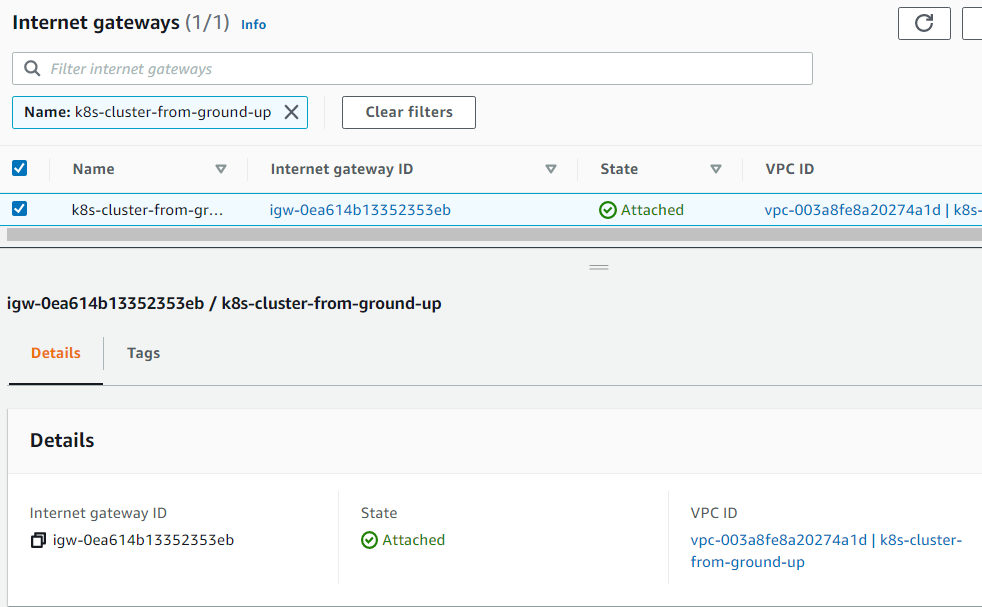 Internet gateways (1/1) Info
Filter internet gateways
Name: k8s-cluster-from-ground-up
Clear filters
Name Internet gateway ID State VPC ID
k8s-cluster-from-gr... igw-0ea614b13352353eb Attached vpc-003a8fe8a20274a1d | k8s-
igw-0ea614b13352353eb / k8s-cluster-from-ground-up
Details Tags
Details
Internet gateway ID State VPC ID
igw-0ea614b13352353eb Attached vpc-003a8fe8a20274a1d | k8s-cluster-
from-ground-up